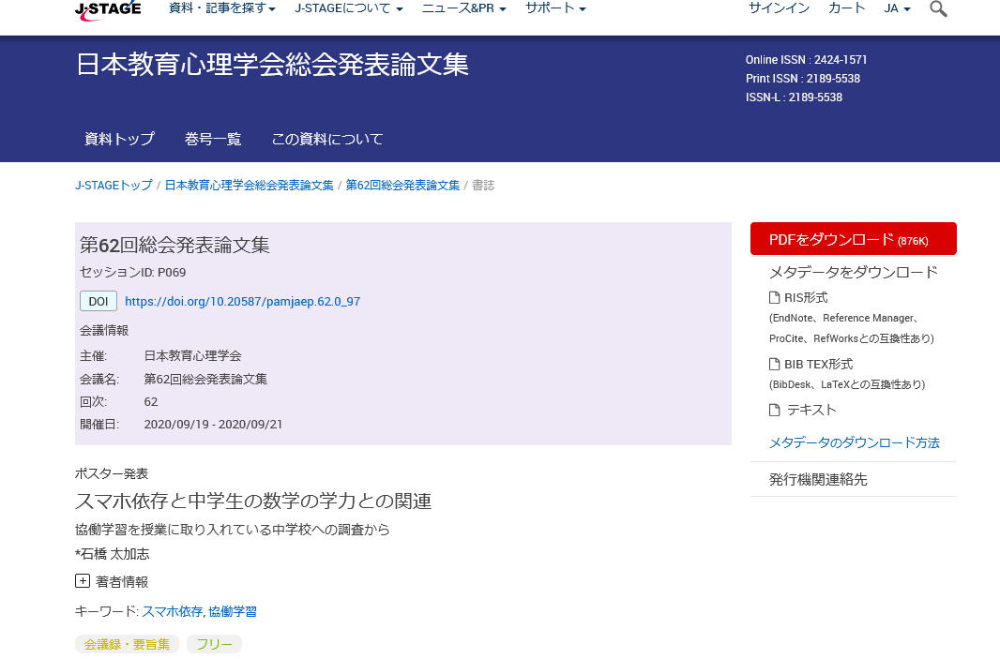 J-STAGE 資料・記事を探す J-STAGEについて ニュース&PR サポート サインイン カート JA
日本教育心理学会総会発表論文集
Online ISSN : 2424-1571
Print ISSN : 2189-5538
ISSN-L : 2189-5538
資料トップ 巻号一覧 この資料について
J-STAGEトップ / 日本教育心理学会総会発表論文集 / 第62回総会発表論文集 / 書誌
第62回総会発表論文集
セッションID: P069
DOI https://doi.org/10.20587/pamjaep.62.0_97
会議情報
主催: 日本教育心理学会
会議名: 第62回総会発表論文集
回次: 62
開催日: 2020/09/19 - 2020/09/21
ポスター発表
スマホ依存と中学生の数学の学力との関連
協働学習を授業に取り入れている中学校への調査から
*石橋 太加志
著者情報
キーワード: スマホ依存, 協働学習
会議録・要旨集 フリー
PDFをダウンロード (876K)
メタデータをダウンロード
RIS形式
(EndNote、Reference Manager、
ProCite、RefWorksとの互換性あり)
BIB TEX形式
(BibDesk、LaTeXとの互換性あり)
テキスト
メタデータのダウンロード方法
発行機関連絡先